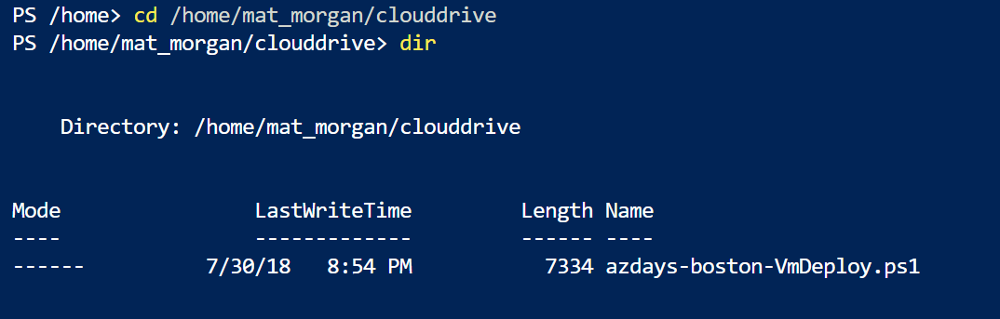 PS /home> cd /home/mat_morgan/clouddrive
PS /home/mat_morgan/clouddrive> dir
Directory: /home/mat_morgan/clouddrive
Mode LastWriteTime Length Name
---- ------------- ------ ----
------ 7/30/18 8:54 PM 7334 azdays-boston-VmDeploy.ps1